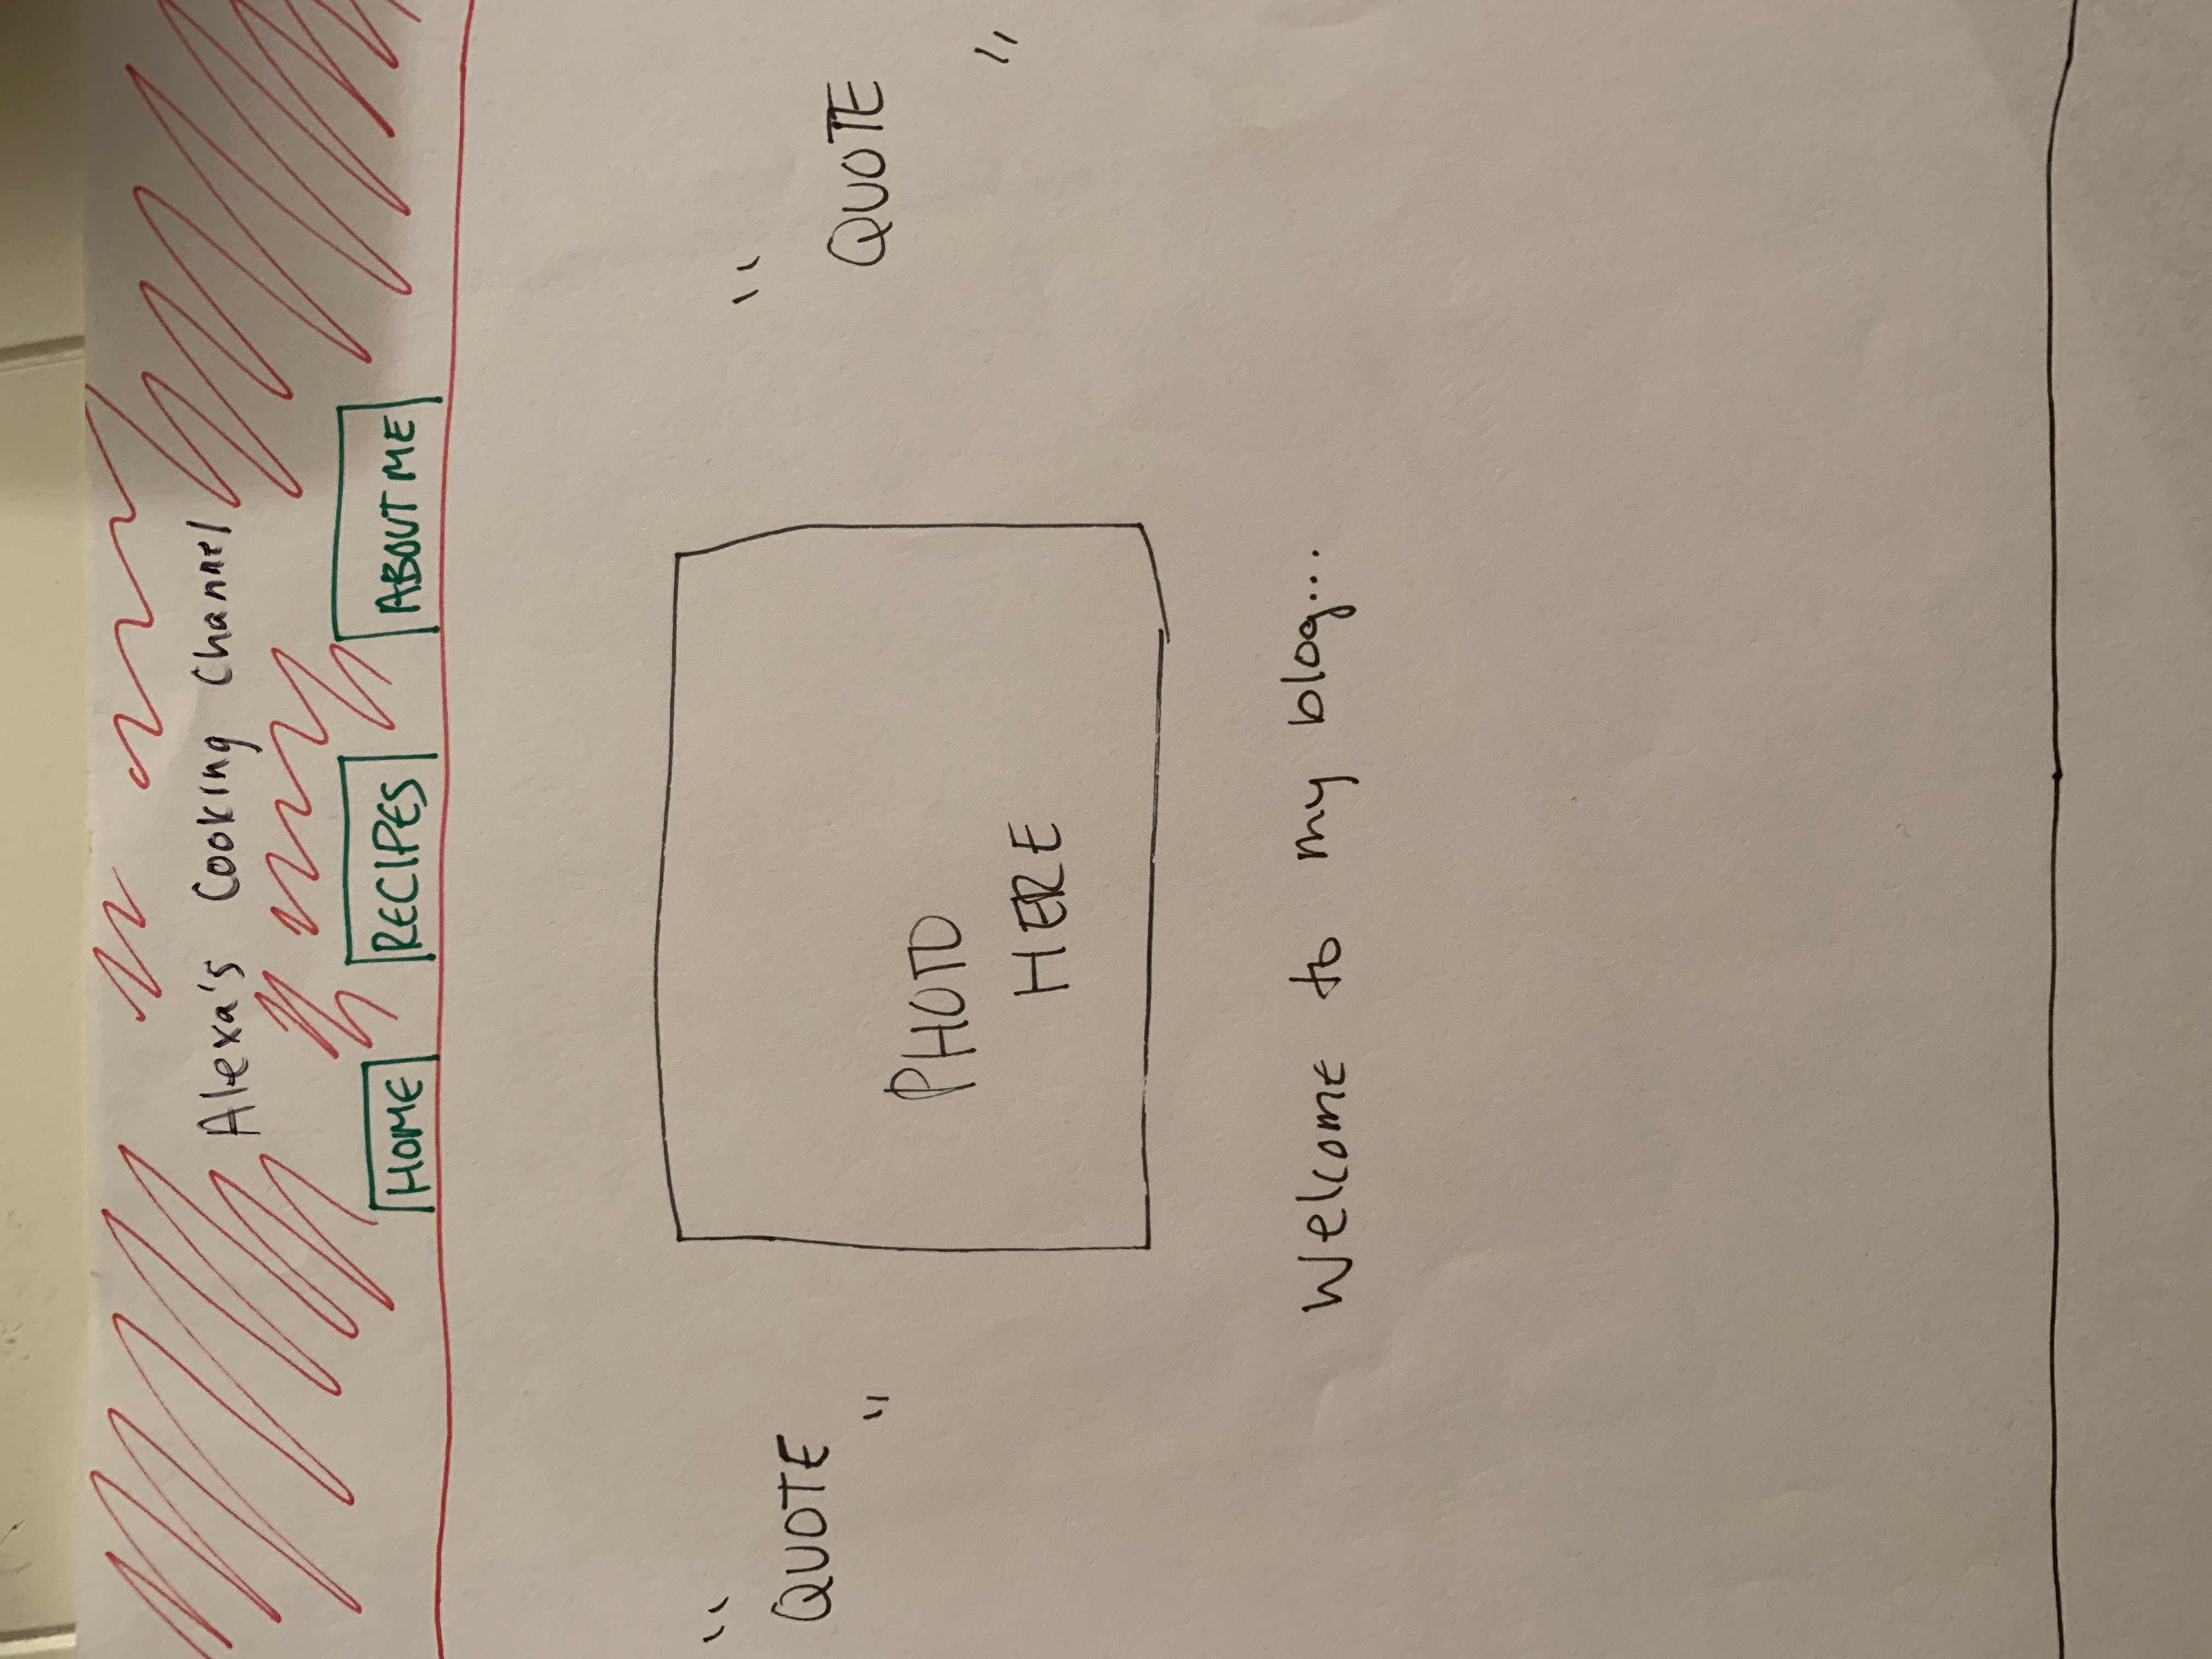 Alexa's Cooking Channel
HOME RECIPES ABOUT ME
"
QUOTE
"
PHOTO
HERE
"
QUOTE
"
Welcome to my blog...